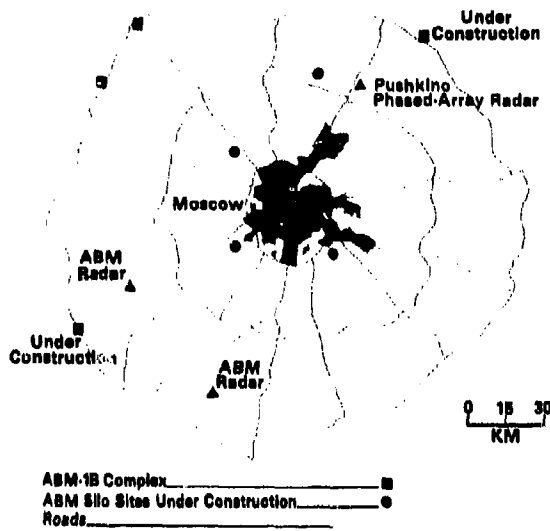 Under
Construction
Pushkino
Phased-Array Radar
Moscow
ABM
Radar
Under
Construction
ABM
Radar
0 15 30
KM
ABM-1B Complex
ABM Silo Sites Under Construction
Roads